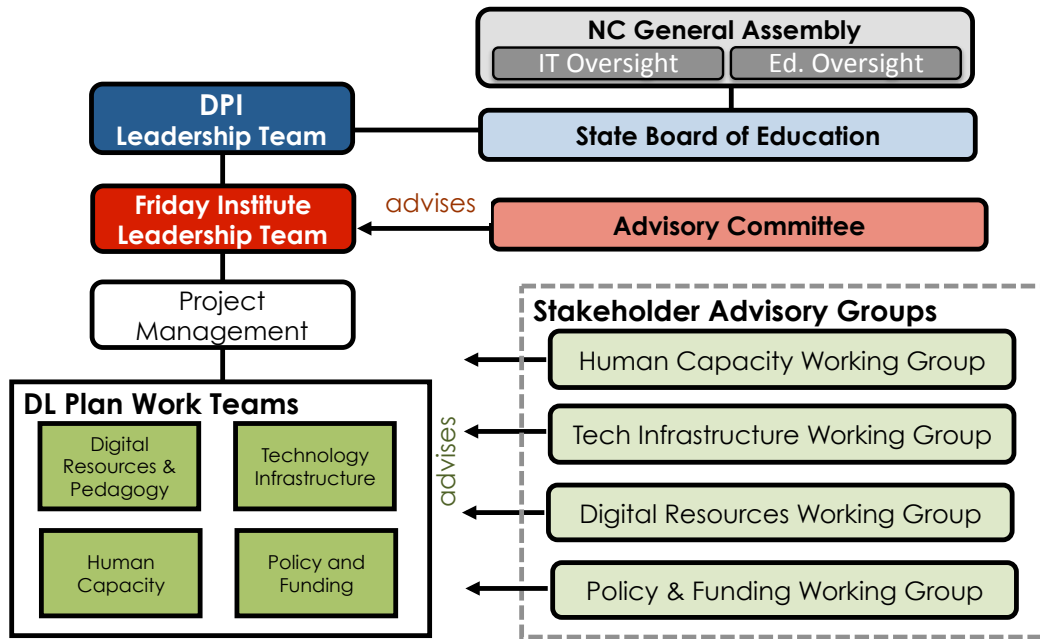 NC General Assembly
IT Oversight
Ed. Oversight
DPI
Leadership Team
State Board of Education
Friday Institute
Leadership Team
advises
Advisory Committee
Project
Management
Stakeholder Advisory Groups
Human Capacity Working Group
Tech Infrastructure Working Group
Digital Resources Working Group
Policy & Funding Working Group
advises
DL Plan Work Teams
Digital
Resources &
Pedagogy
Technology
Infrastructure
Human
Capacity
Policy and
Funding